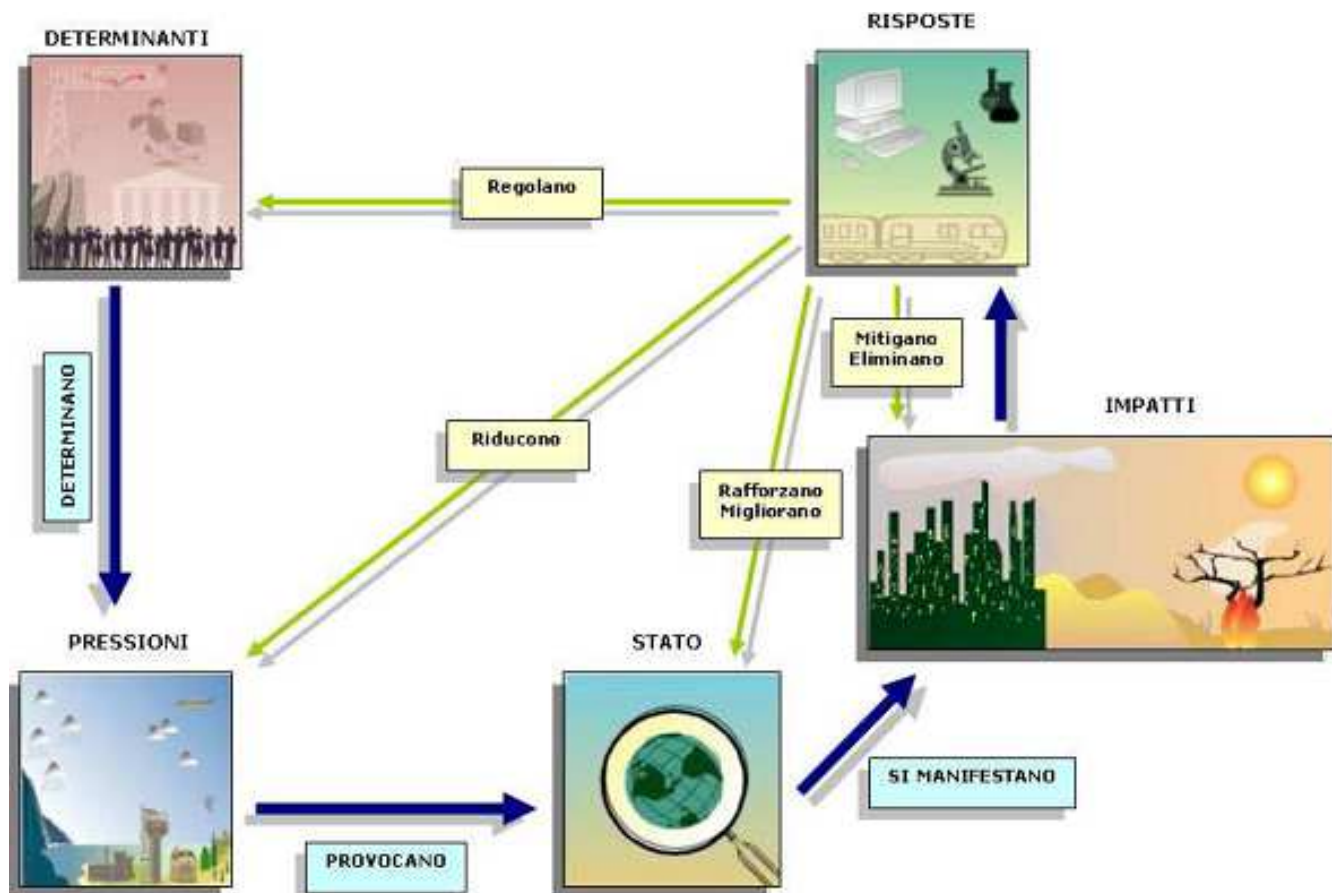 RISPOSTE
DETERMINANTI
Regolano
Mitigano
Eliminano
DETERMINANO
IMPATTI
Riducono
Rafforzano
Migliorano
PRESSIONI
STATO
SI MANIFESTANO
PROVOCANO